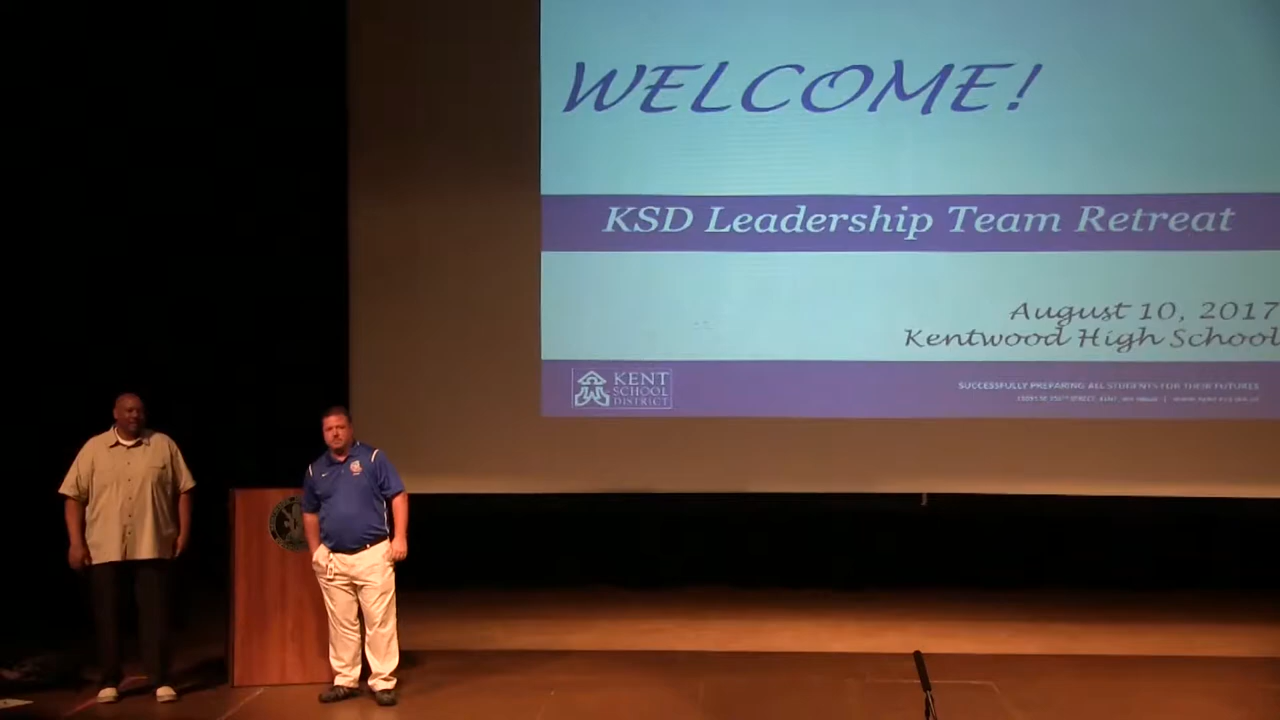 WELCOME!
KSD Leadership Team Retreat
August 10, 2017
Kentwood High School
KENT
SCHOOL
DISTRICT
SUCCESSFULLY PREPARING ALL STUDENTS FOR THEIR FUTURES